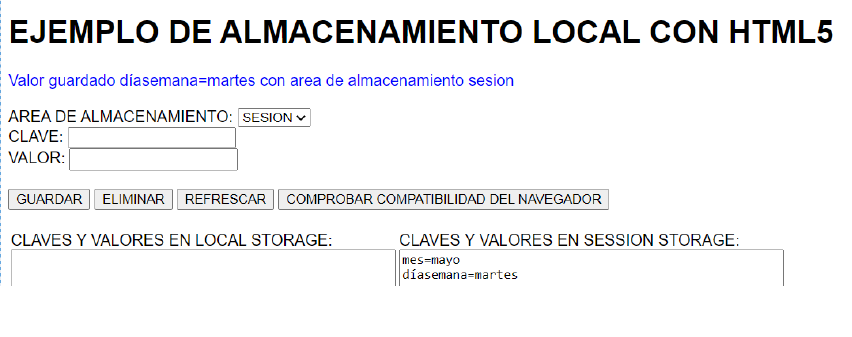 EJEMPLO DE ALMACENAMIENTO LOCAL CON HTML5
Valor guardado díasemana=martes con area de almacenamiento sesion
AREA DE ALMACENAMIENTO: SESION
CLAVE:
VALOR:
GUARDAR ELIMINAR REFRESCAR COMPROBAR COMPATIBILIDAD DEL NAVEGADOR
CLAVES Y VALORES EN LOCAL STORAGE: CLAVES Y VALORES EN SESSION STORAGE:
mes=mayo
díasemana=martes